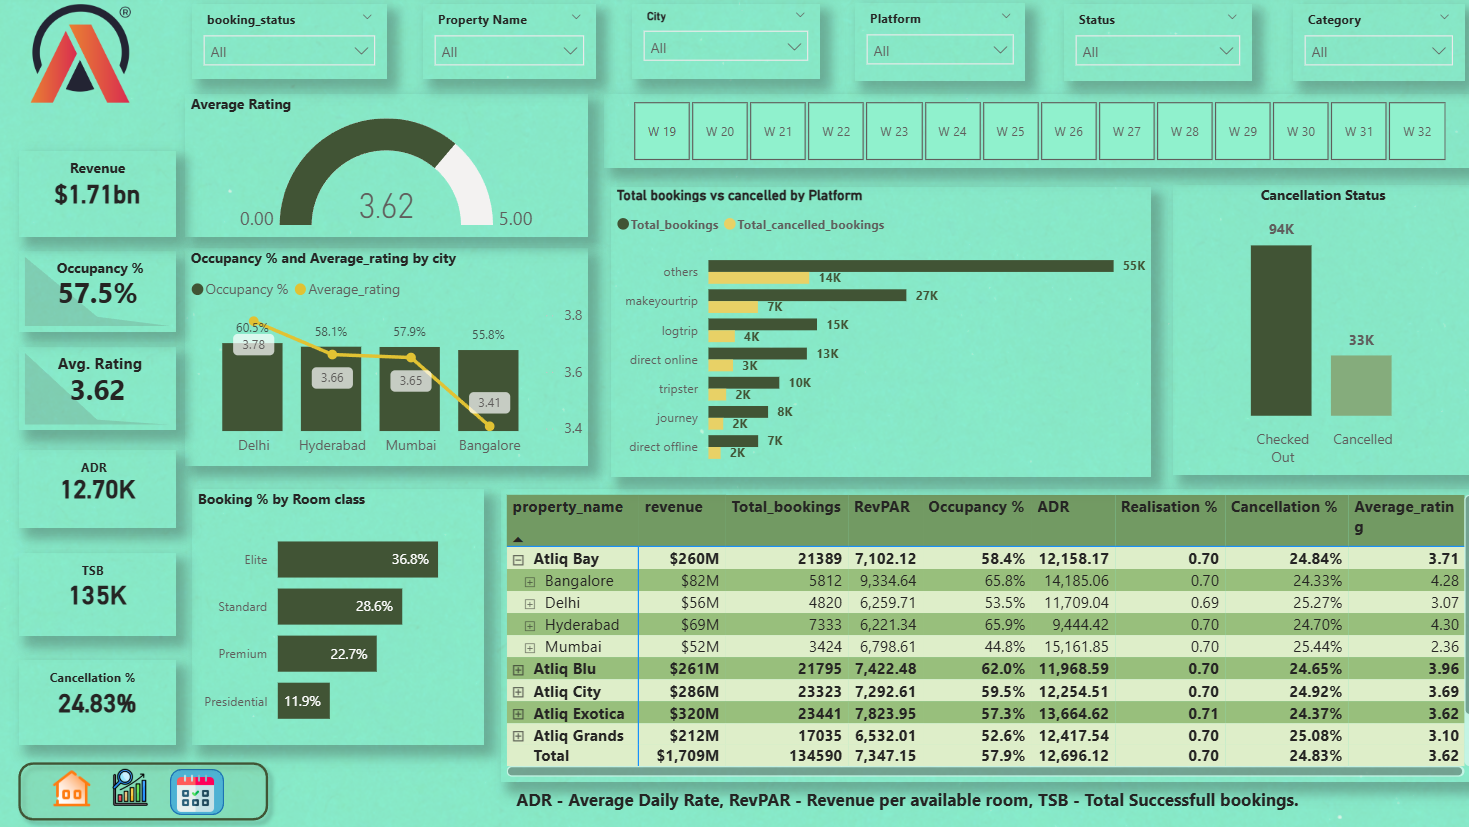 ®
booking_status
All
Property Name
All
City
All
Platform
All
Status
All
Category
All
W 19 W 20 W 21 W 22 W 23 W 24 W 25 W 26 W 27 W 28 W 29 W 30 W 31 W 32
Revenue
$1.71bn
Occupancy %
57.5%
Avg. Rating
3.62
ADR
12.70K
TSB
135K
Cancellation %
24.83%
Average Rating
3.62
0.00 5.00
Occupancy % and Average_rating by city
Occupancy % Average_rating
60.5% 58.1% 57.9% 55.8%
3.78 3.66 3.65 3.41
3.8
3.6
3.4
Delhi Hyderabad Mumbai Bangalore
Total bookings vs cancelled by Platform
Total_bookings Total_cancelled_bookings
others 55K
14K
makeyourtrip 27K
7K
logtrip 15K
4K
direct online 13K
3K
tripster 10K
2K
journey 8K
2K
direct offline 7K
2K
Cancellation Status
94K
33K
Checked Cancelled
Out
Booking % by Room class
Elite 36.8%
Standard 28.6%
Premium 22.7%
Presidential 11.9%
property_name revenue Total_bookings RevPAR Occupancy % ADR Realisation % Cancellation % Average_ratin
g
Atliq Bay $260M 21389 7,102.12 58.4% 12,158.17 0.70 24.84% 3.71
Bangalore $82M 5812 9,334.64 65.8% 14,185.06 0.70 24.33% 4.28
Delhi $56M 4820 6,259.71 53.5% 11,709.04 0.69 25.27% 3.07
Hyderabad $69M 7333 6,221.34 65.9% 9,444.42 0.70 24.70% 4.30
Mumbai $52M 3424 6,798.61 44.8% 15,161.85 0.70 25.44% 2.36
Atliq Blu $261M 21795 7,422.48 62.0% 11,968.59 0.70 24.65% 3.96
Atliq City $286M 23323 7,292.61 59.5% 12,254.51 0.70 24.92% 3.69
Atliq Exotica $320M 23441 7,823.95 57.3% 13,664.62 0.71 24.37% 3.62
Atliq Grands $212M 17035 6,532.01 52.6% 12,417.54 0.70 25.08% 3.10
Total $1,709M 134590 7,347.15 57.9% 12,696.12 0.70 24.83% 3.62
ADR - Average Daily Rate, RevPAR - Revenue per available room, TSB - Total Successfull bookings.